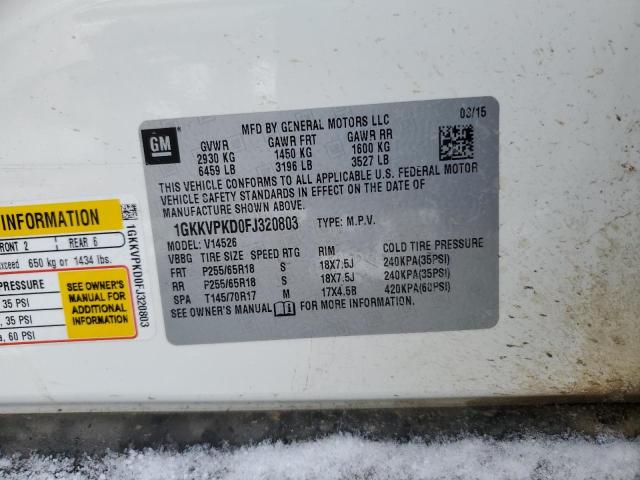 GM
MFD BY GENERAL MOTORS LLC
03/15
GVWR GAWR FRT GAWR RR
2930 KG 1450 KG 1600 KG
6459 LB 3196 LB 3527 LB
THIS VEHICLE CONFORMS TO ALL APPLICABLE U.S. FEDERAL MOTOR
VEHICLE SAFETY STANDARDS IN EFFECT ON THE DATE OF
MANUFACTURE SHOWN ABOVE.
1GKKVPKD0FJ320803 TYPE: M.P.V.
MODEL: V14526
VBBG TIRE SIZE SPEED RTG RIM COLD TIRE PRESSURE
FRT P255/65R18 S 18X7.5J 240KPA(35PSI)
RR P255/65R18 S 18X7.5J 240KPA(35PSI)
SPA T145/70R17 M 17X4.5B 420KPA(60PSI)
SEE OWNER'S MANUAL FOR MORE INFORMATION.
INFORMATION
FRONT 2 REAR 6
exceed 650 kg or 1434 lbs.
PRESSURE
35 PSI
, 35 PSI
a, 60 PSI
SEE OWNER'S
MANUAL FOR
ADDITIONAL
INFORMATION
1GKKVPKD0FJ320803